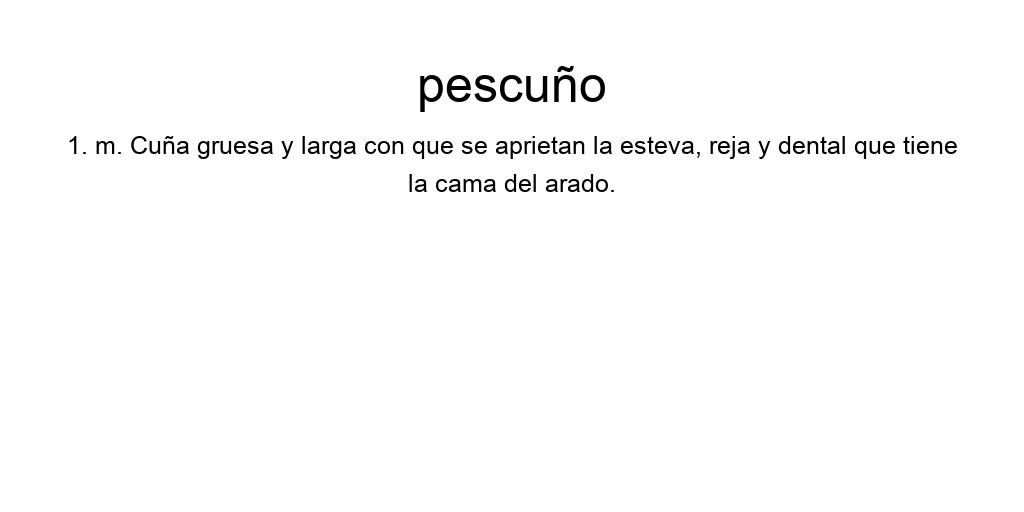 pescuño
1. m. Cuña gruesa y larga con que se aprietan la esteva, reja y dental que tiene
la cama del arado.